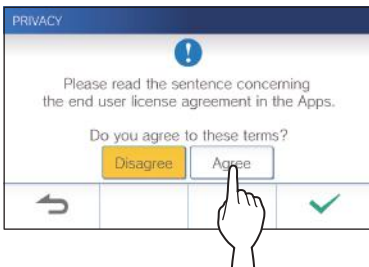 PRIVACY
Please read the sentence concerning
the end user license agreement in the Apps.
Do you agree to these terms?
Disagree
Agree